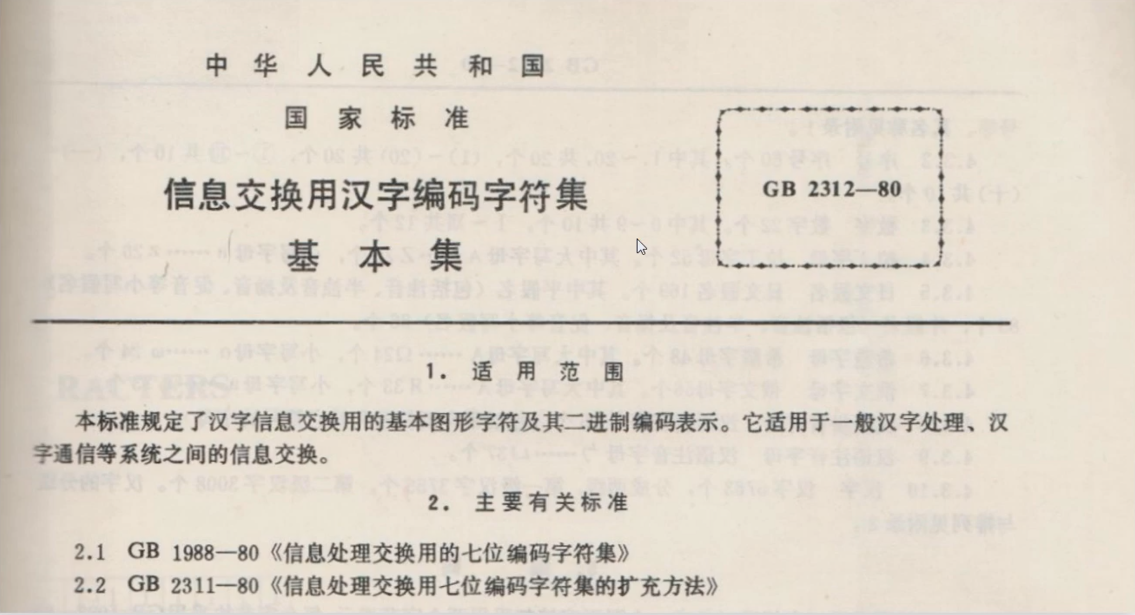 中华人民共和国
国家标准
信息交换用汉字编码字符集
基本集
GB 2312—80
1. 适用范围
本标准规定了汉字信息交换用的基本图形字符及其二进制编码表示。它适用于一般汉字处理、汉
字通信等系统之间的信息交换。
2. 主要有关标准
2.1 GB 1988—80《信息处理交换用的七位编码字符集》
2.2 GB 2311—80《信息处理交换用七位编码字符集的扩充方法》